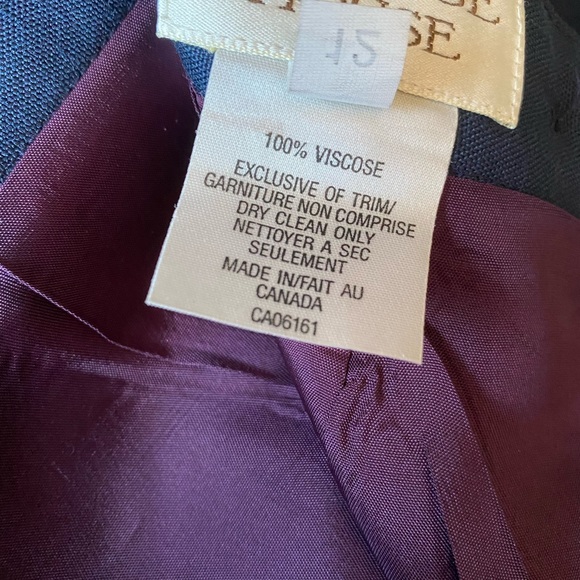 12
100% VISCOSE
EXCLUSIVE OF TRIM/
GARNITURE NON COMPRISE
DRY CLEAN ONLY
NETTOYER A SEC
SEULEMENT
MADE IN/FAIT AU
CANADA
CA06161